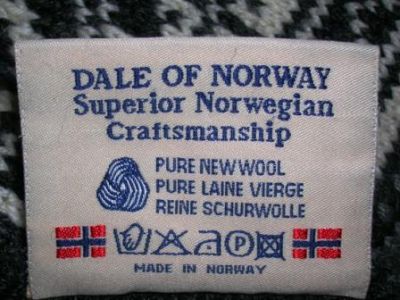 DALE OF NORWAY
Superior Norwegian
Craftsmanship
PURE NEW WOOL
PURE LAINE VIERGE
REINE SCHURWOLLE
P
MADE IN NORWAY